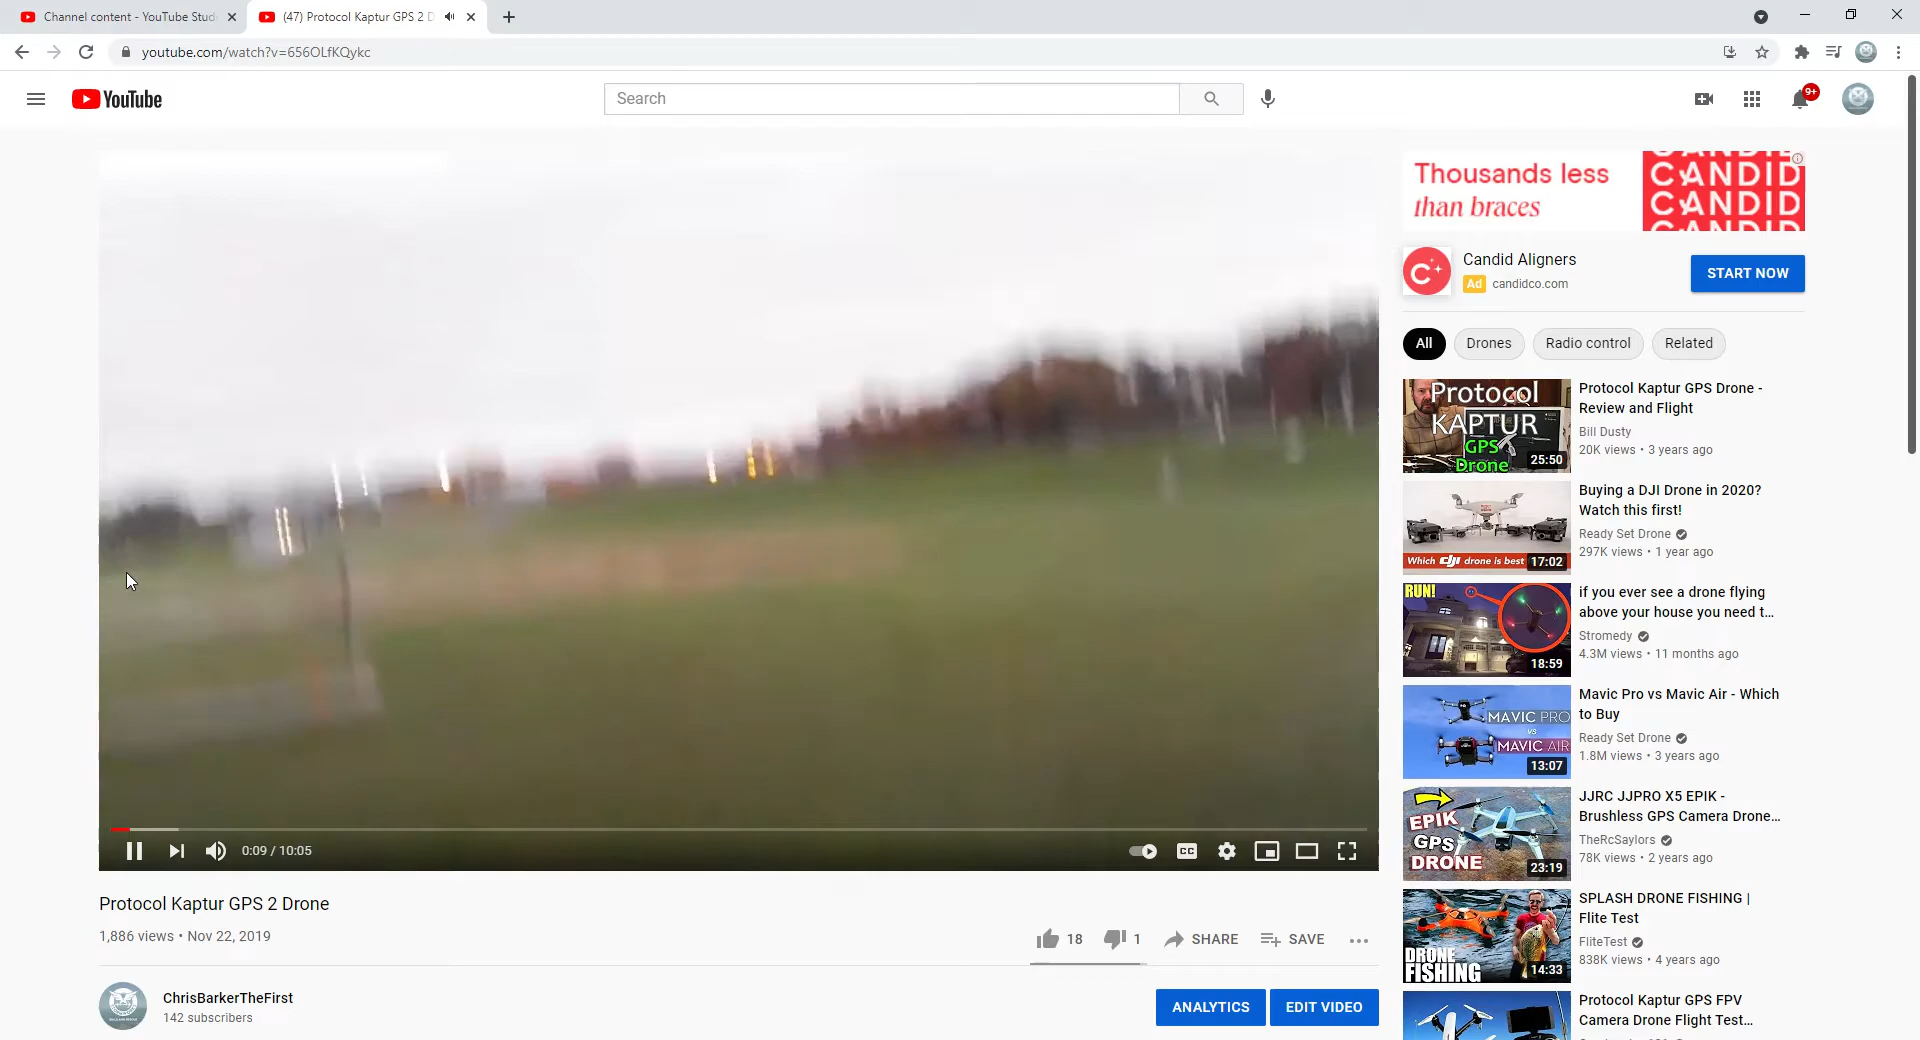 Channel content - YouTube Stud
(47) Protocol Kaptur GPS 2 D
youtube.com/watch?v=656OLfKQykc
YouTube
Search
9+
Thousands less
than braces
CANDID
CANDID
CANDID
CANDID
Candid Aligners
Ad candidco.com
START NOW
All
Drones
Radio control
Related
Protocol
KAPTUR
GPS
Drone
25:50
Protocol Kaptur GPS Drone -
Review and Flight
Bill Dusty
20K views • 3 years ago
Which dji drone is best
17:02
Buying a DJI Drone in 2020?
Watch this first!
Ready Set Drone
297K views • 1 year ago
RUN!
18:59
if you ever see a drone flying
above your house you need t...
Stromedy
4.3M views • 11 months ago
MAVIC PRO
VS
MAVIC AIR
13:07
Mavic Pro vs Mavic Air - Which
to Buy
Ready Set Drone
1.8M views • 3 years ago
EPIK
GPS
DRONE
23:19
JJRC JJPRO X5 EPIK -
Brushless GPS Camera Drone...
TheRcSaylors
78K views • 2 years ago
DRONE
FISHING
14:33
SPLASH DRONE FISHING |
Flite Test
FliteTest
838K views • 4 years ago
Protocol Kaptur GPS FPV
Camera Drone Flight Test...
0:09 / 10:05
CC
Protocol Kaptur GPS 2 Drone
1,886 views • Nov 22, 2019
18
1
SHARE
SAVE
ChrisBarkerTheFirst
142 subscribers
ANALYTICS
EDIT VIDEO